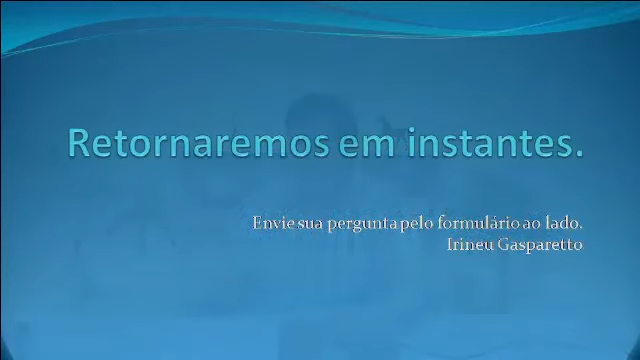 Retornaremos em instantes.
Envie sua pergunta pelo formulário ao lado.
Irineu Gasparetto